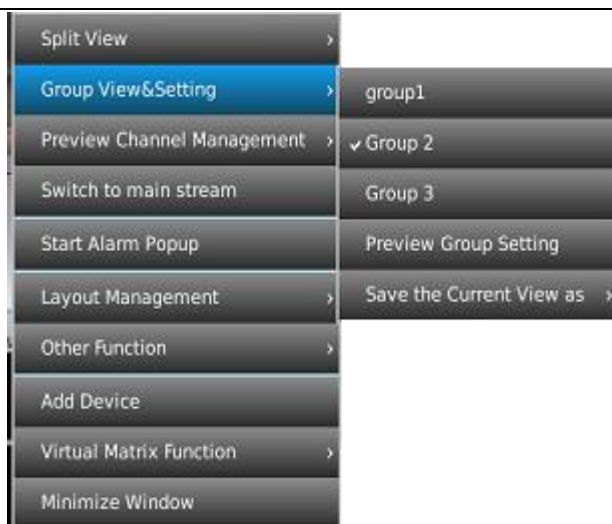 Split View
Group View&Setting
Preview Channel Management
Switch to main stream
Start Alarm Popup
Layout Management
Other Function
Add Device
Virtual Matrix Function
Minimize Window
group1
Group 2
Group 3
Preview Group Setting
Save the Current View as